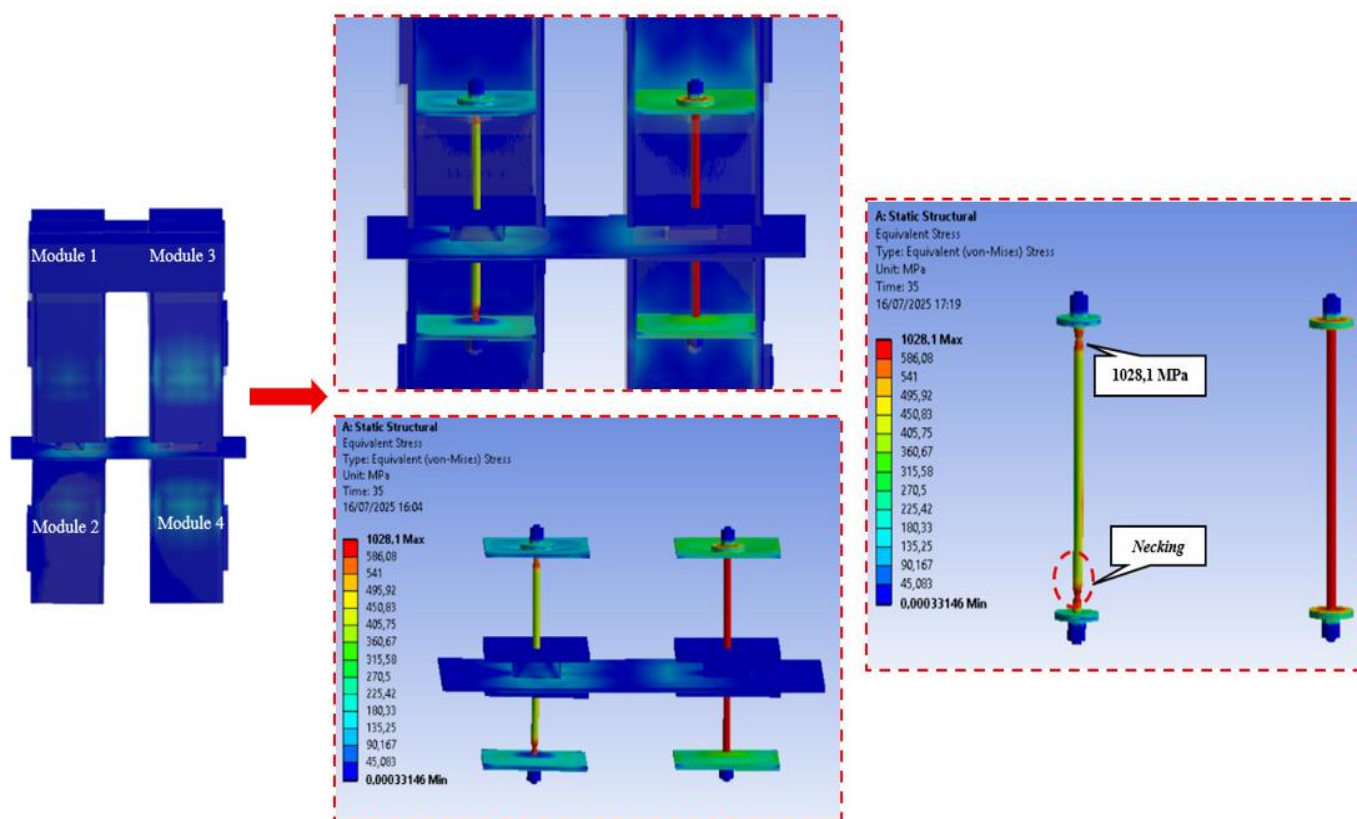 Module 1
Module 3
Module 2
Module 4
A: Static Structural
Equivalent Stress
Type: Equivalent (von-Mises) Stress
Unit: MPa
Time: 35
16/07/2025 16:04
1028,1 Max
586,08
541
495,92
450,83
405,75
360,67
315,58
270,5
225,42
180,33
135,25
90,167
45,083
0,00033146 Min
A: Static Structural
Equivalent Stress
Type: Equivalent (von-Mises) Stress
Unit: MPa
Time: 35
16/07/2025 17:19
1028,1 Max
586,08
541
495,92
450,83
405,75
360,67
315,58
270,5
225,42
180,33
135,25
90,167
45,083
0,00033146 Min
1028,1 MPa
Necking